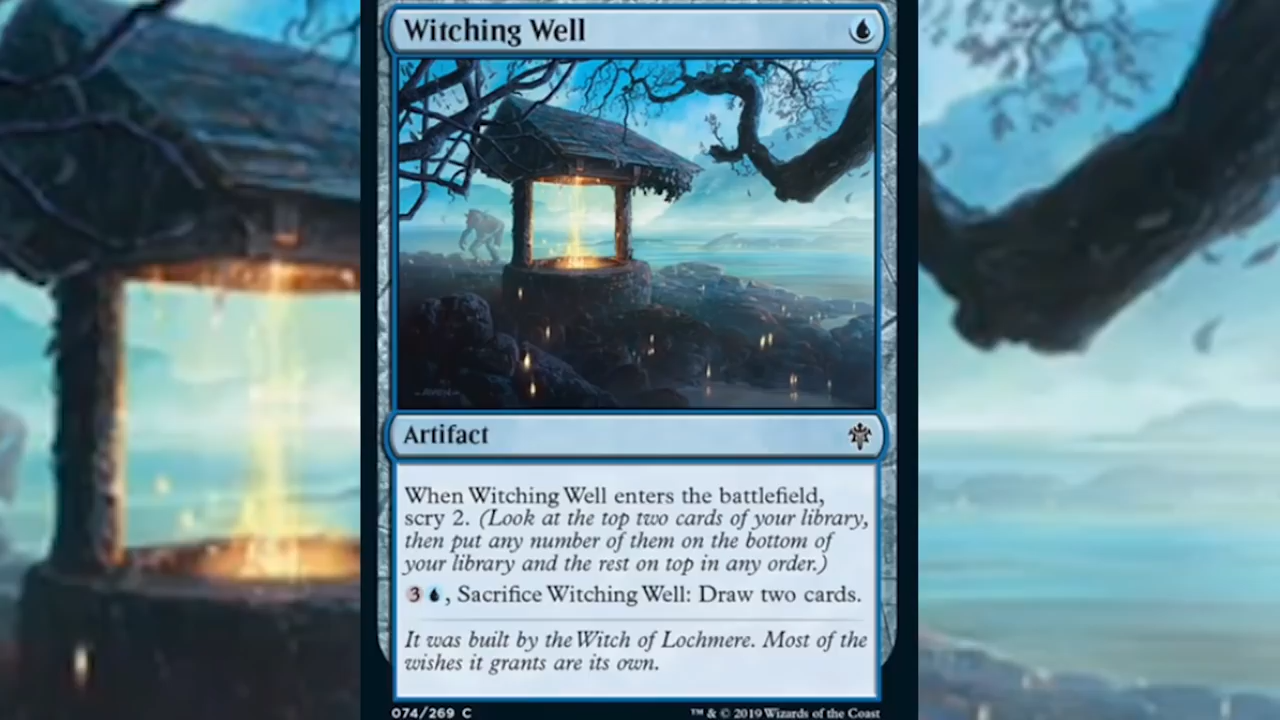 Witching Well
Artifact
When Witching Well enters the battlefield,
scry 2. (Look at the top two cards of your library,
then put any number of them on the bottom of
your library and the rest on top in any order.)
3, Sacrifice Witching Well: Draw two cards.
It was built by the Witch of Lochmere. Most of the
wishes it grants are its own.
074/269 C
™ & © 2019 Wizards of the Coast